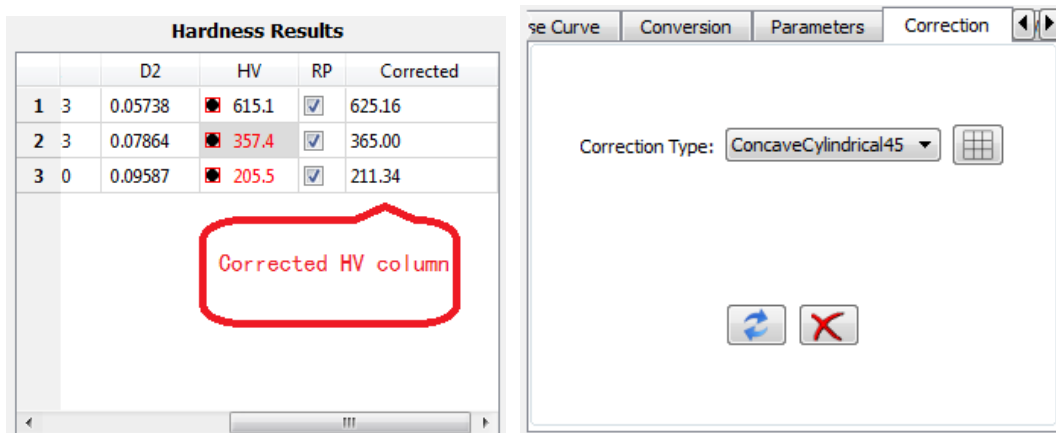 Hardness Results
D2 HV RP Corrected
1 3 0.05738 615.1 625.16
2 3 0.07864 357.4 365.00
3 0 0.09587 205.5 211.34
Corrected HV column
se Curve Conversion Parameters Correction
Correction Type: ConcaveCylindrical45